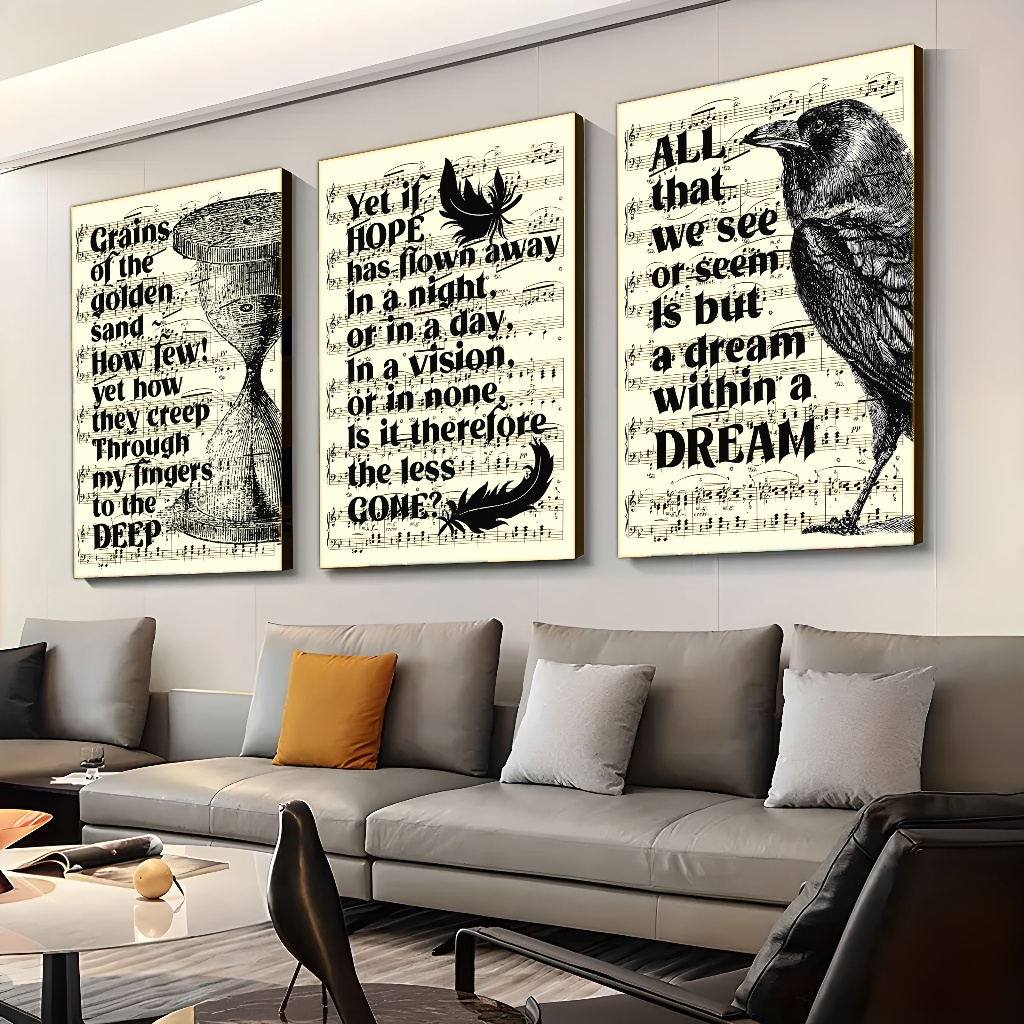 Grains
of the
golden
sand ~
How few!
yet how
they creep
Through
my fingers
to the
DEEP
Yet if
HOPE
has flown away
In a night,
or in a day,
In a vision,
or in none,
Is it therefore
the less
GONE?
ALL
that
we see
or seem
Is but
a dream
within a
DREAM